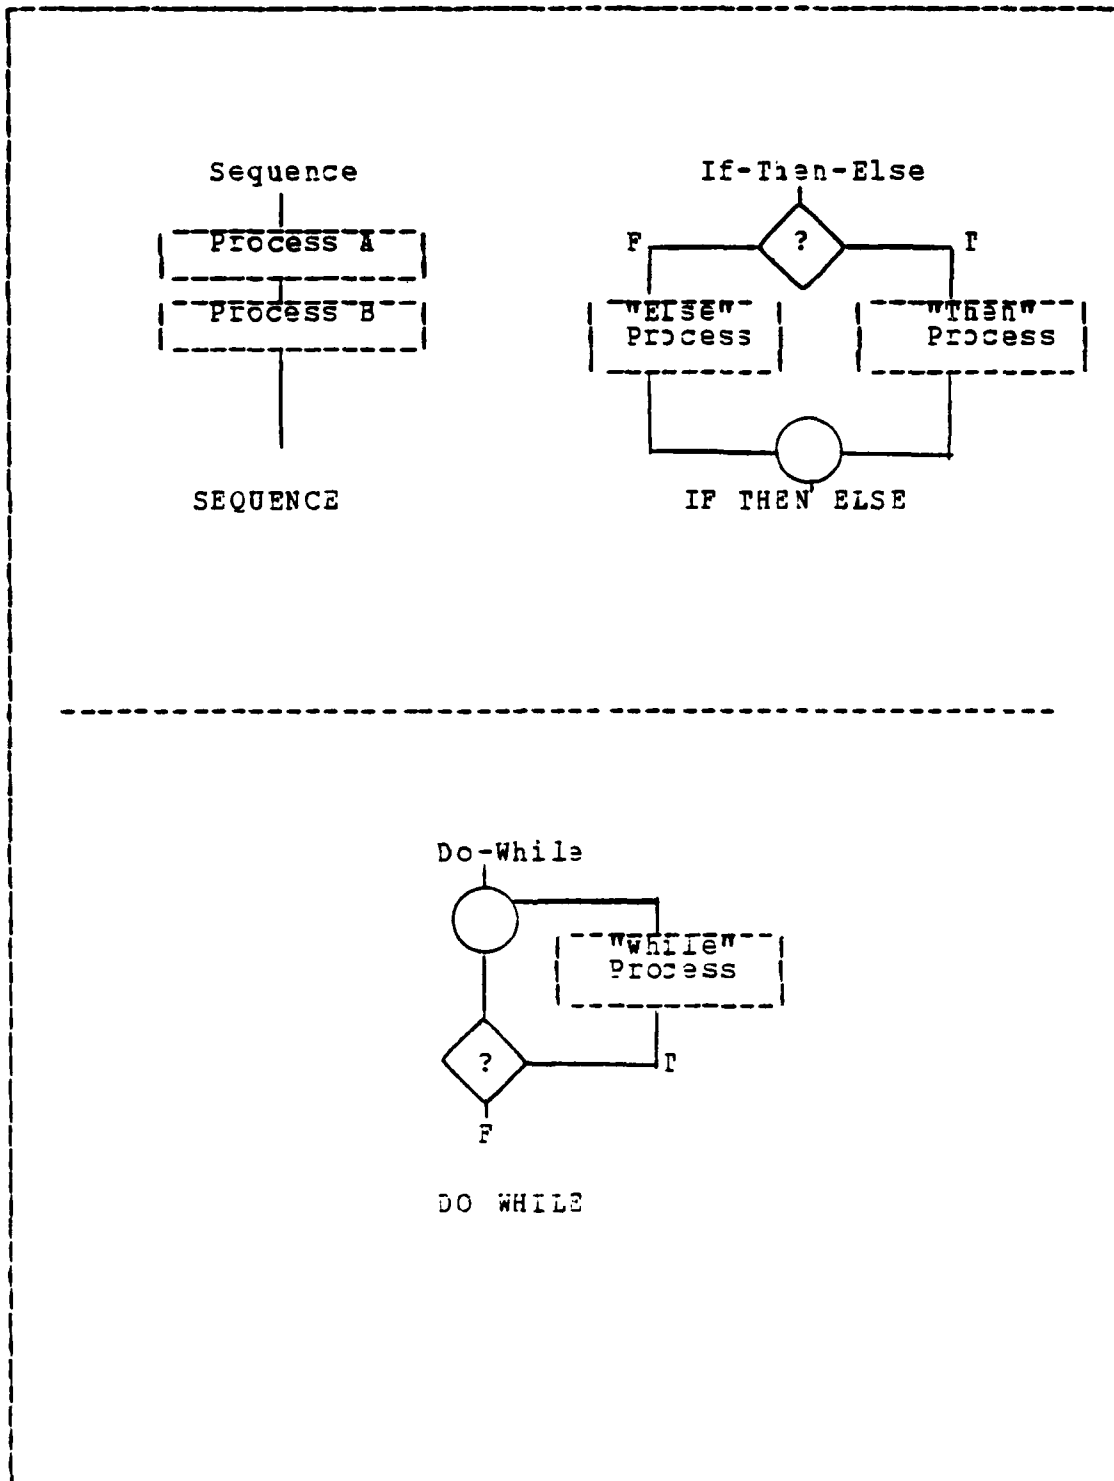 Sequence
Process A
Process B
SEQUENCE
If-Then-Else
F
?
T
"Else"
Process
"Then"
Process
IF THEN ELSE
Do-While
"While"
Process
?
T
F
DO WHILE